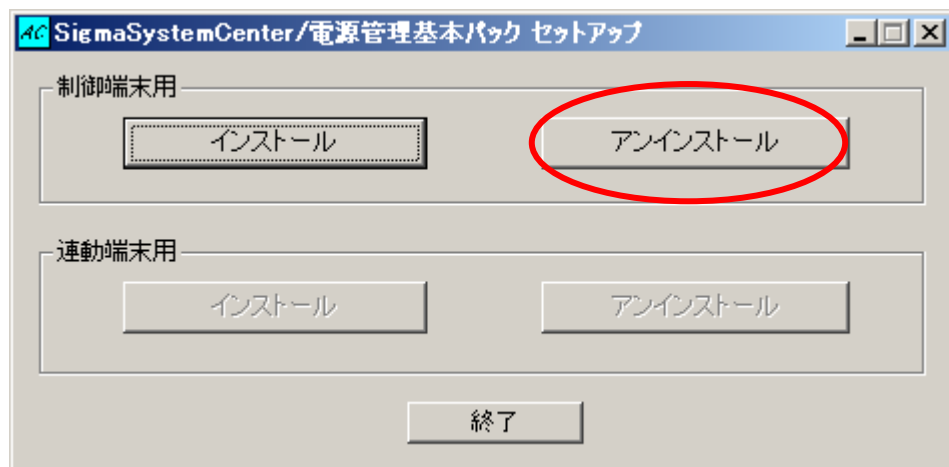 AC SigmaSystemCenter/電源管理基本パック セットアップ
制御端末用
インストール アンインストール
連動端末用
インストール アンインストール
終了